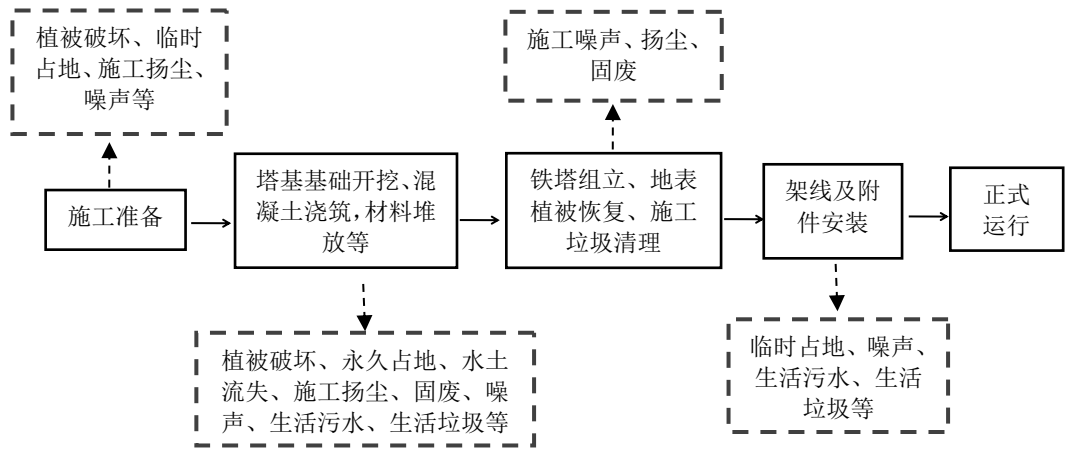 植被破坏、临时
占地、施工扬尘、
噪声等
施工噪声、扬尘、
固废
施工准备
塔基基础开挖、混
凝土浇筑,材料堆
放等
铁塔组立、地表
植被恢复、施工
垃圾清理
架线及附
件安装
正式
运行
植被破坏、永久占地、水土
流失、施工扬尘、固废、噪
声、生活污水、生活垃圾等
临时占地、噪声、
生活污水、生活
垃圾等